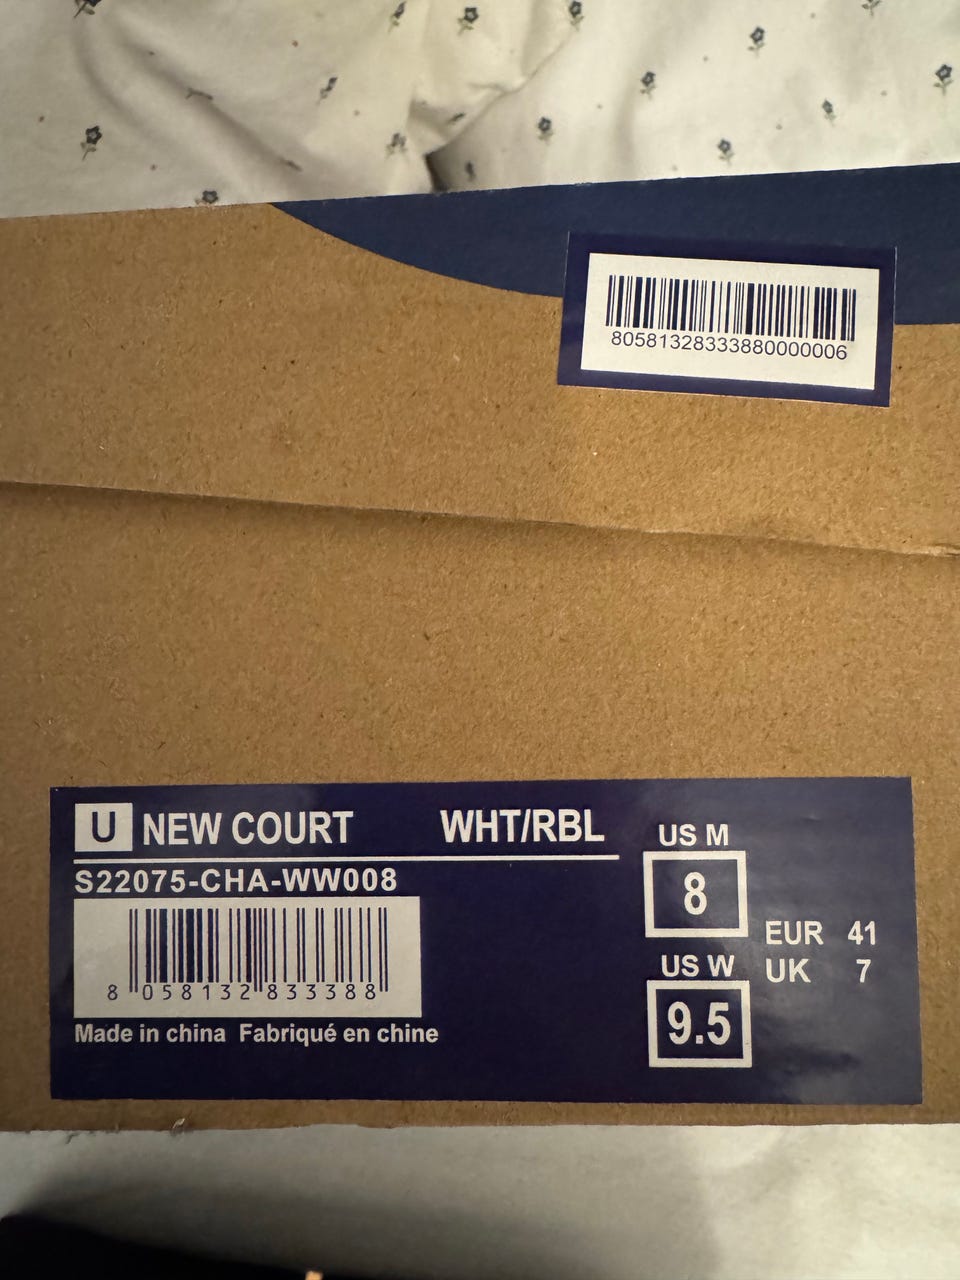 80581328333880000006
U NEW COURT WHT/RBL
S22075-CHA-WW008
8 058132 833388
Made in china Fabriqué en chine
US M
8
US W
9.5
EUR 41
UK 7